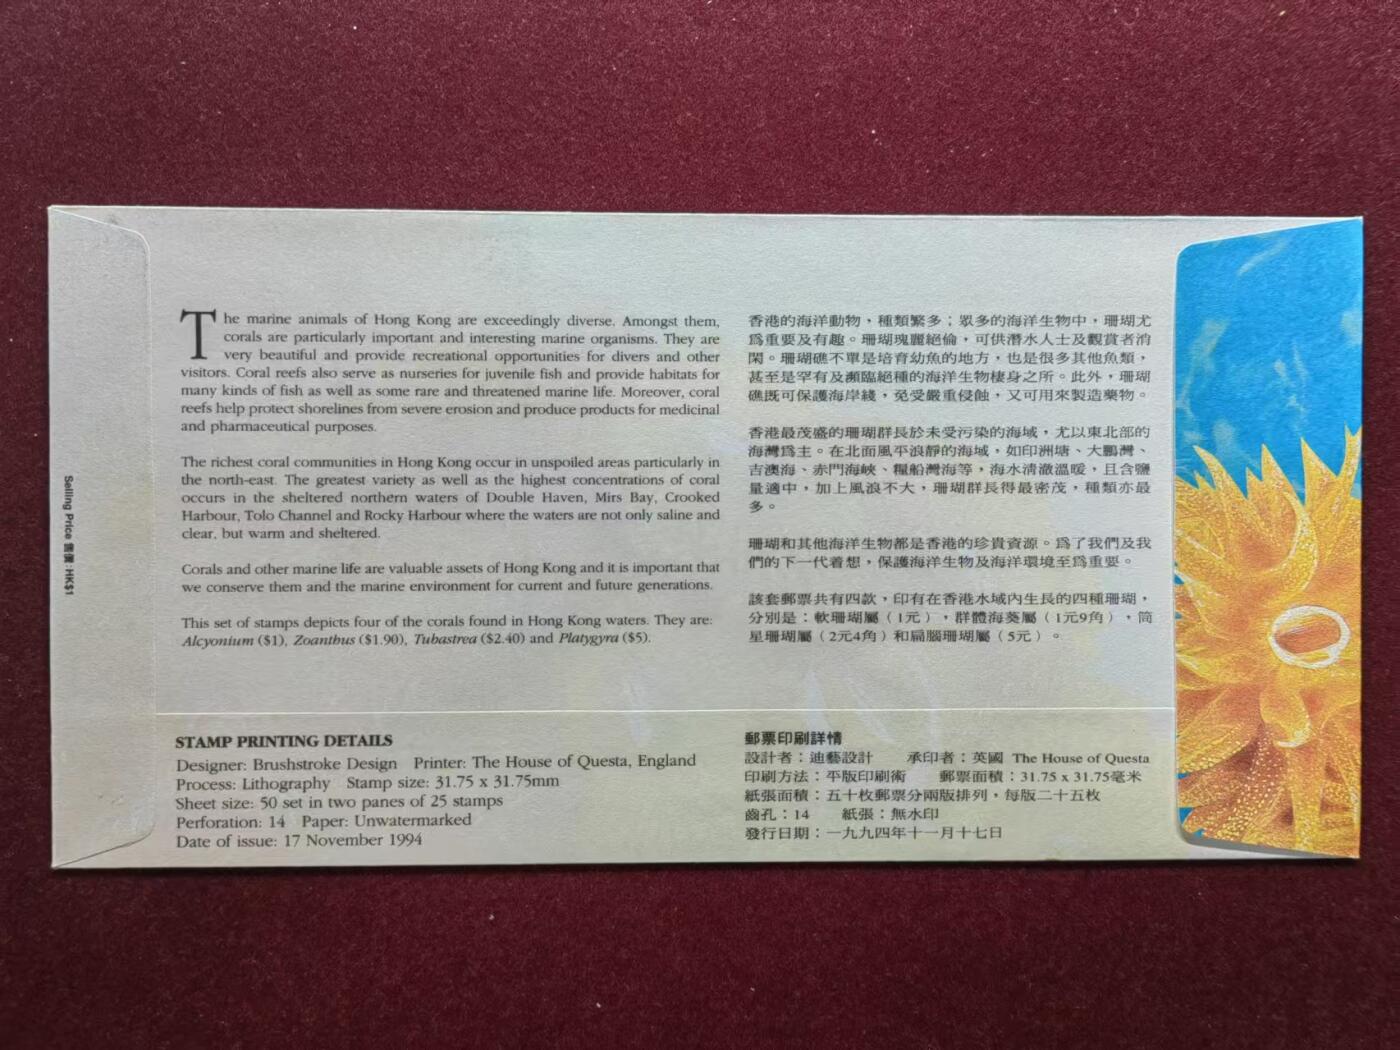 The marine animals of Hong Kong are exceedingly diverse. Amongst them,
corals are particularly important and interesting marine organisms. They are
very beautiful and provide recreational opportunities for divers and other
visitors. Coral reefs also serve as nurseries for juvenile fish and provide habitats for
many kinds of fish as well as some rare and threatened marine life. Moreover, coral
reefs help protect shorelines from severe erosion and produce products for medicinal
and pharmaceutical purposes.
The richest coral communities in Hong Kong occur in unspoiled areas particularly in
the north-east. The greatest variety as well as the highest concentrations of coral
occurs in the sheltered northern waters of Double Haven, Mirs Bay, Crooked
Harbour, Tolo Channel and Rocky Harbour where the waters are not only saline and
clear, but warm and sheltered.
Corals and other marine life are valuable assets of Hong Kong and it is important that
we conserve them and the marine environment for current and future generations.
This set of stamps depicts four of the corals found in Hong Kong waters. They are:
Alcyonium ($1), Zoanthus ($1.90), Tubastrea ($2.40) and Platygyra ($5).
香港的海洋動物，種類繁多；眾多的海洋生物中，珊瑚尤
爲重要及有趣。珊瑚瑰麗絕倫，可供潛水人士及觀賞者消
閑。珊瑚礁不單是培育幼魚的地方，也是很多其他魚類，
甚至是罕有及瀕臨絕種的海洋生物棲身之所。此外，珊瑚
礁既可保護海岸綫，免受嚴重侵蝕，又可用來製造藥物。
香港最茂盛的珊瑚群長於未受污染的海域，尤以東北部的
海灣爲主。在北面風平浪靜的海域，如印洲塘、大鵬灣、
吉澳海、赤門海峽、糧船灣海等，海水清澈溫暖，且含鹽
量適中，加上風浪不大，珊瑚群長得最密茂，種類亦最
多。
珊瑚和其他海洋生物都是香港的珍貴資源。爲了我們及我
們的下一代着想，保護海洋生物及海洋環境至爲重要。
該套郵票共有四款，印有在香港水域內生長的四種珊瑚，
分別是：軟珊瑚屬（1元），群體海葵屬（1元9角），筒
星珊瑚屬（2元4角）和扁腦珊瑚屬（5元）。
Selling Price 售價 :HK$1
STAMP PRINTING DETAILS
Designer: Brushstroke Design Printer: The House of Questa, England
Process: Lithography Stamp size: 31.75 x 31.75mm
Sheet size: 50 set in two panes of 25 stamps
Perforation: 14 Paper: Unwatermarked
Date of issue: 17 November 1994
郵票印刷詳情
設計者：迪藝設計 承印者：英國 The House of Questa
印刷方法：平版印刷術 郵票面積：31.75 x 31.75毫米
紙張面積：五十枚郵票分兩版排列，每版二十五枚
齒孔：14 紙張：無水印
發行日期：一九九四年十一月十七日